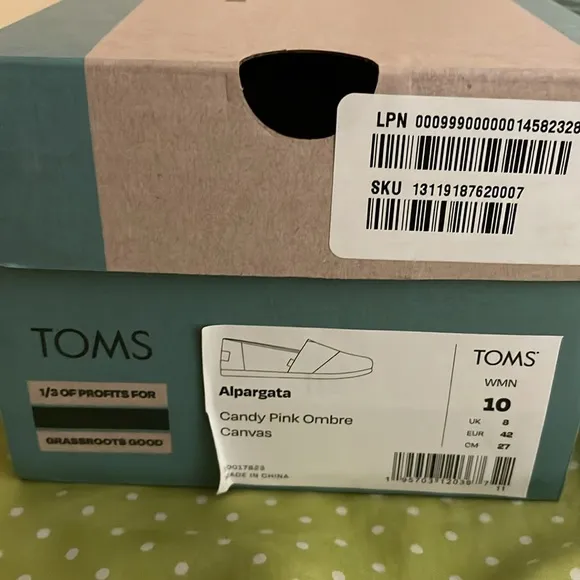 LPN 00099900000014582328
SKU 13119187620007
TOMS
1/3 OF PROFITS FOR
GRASSROOTS GOOD
Alpargata
Candy Pink Ombre
Canvas
MADE IN CHINA
TOMS
WMN
10
UK 8
EUR 42
CM 27